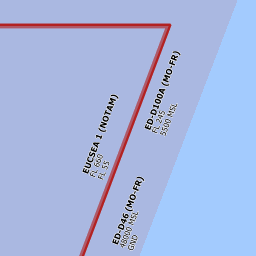 ED-D100A (MO-FR)
FL 245
5500 MSL
EUCSEA 1 (NOTAM)
FL 660
FL 55
ED-D46 (MO-FR)
48000 MSL
GND